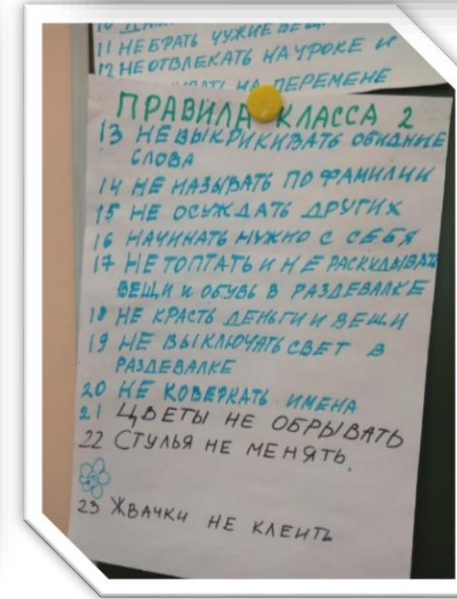 11 НЕ БРАТЬ ЧУЖИЕ
12 НЕ ОТВЛЕКАТЬ НА УРОКЕ И
НА ПЕРЕМЕНЕ
ПРАВИЛА КЛАССА 2
13 НЕ ВЫКРИКИВАТЬ ОБИДНЫЕ
СЛОВА
14 НЕ НАЗЫВАТЬ ПО ФАМИЛИИ
15 НЕ ОСУЖДАТЬ ДРУГИХ
16 НАЧИНАТЬ НУЖНО С СЕБЯ
17 НЕ ТОПТАТЬ И НЕ РАСКИДЫВАТЬ
ВЕЩИ И ОБУВЬ В РАЗДЕВАЛКЕ
18 НЕ КРАСТЬ ДЕНЬГИ И ВЕЩИ
19 НЕ ВЫКЛЮЧАТЬ СВЕТ В
РАЗДЕВАЛКЕ
20 НЕ КОВЕРКАТЬ ИМЕНА
21 ЦВЕТЫ НЕ ОБРЫВАТЬ
22 СТУЛЬЯ НЕ МЕНЯТЬ.
23 ЖВАЧКИ НЕ КЛЕИТЬ